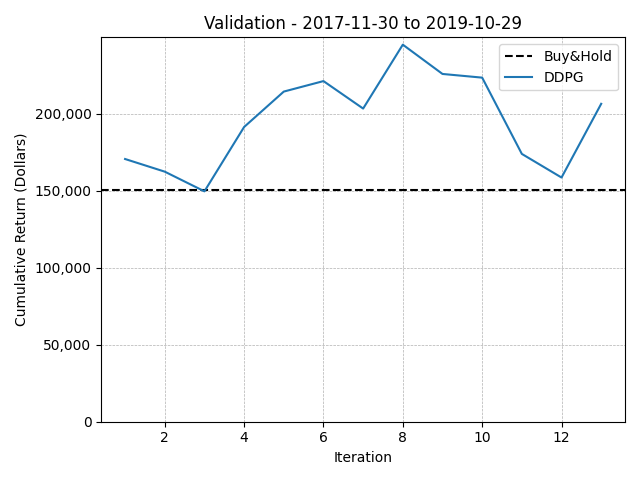 Validation - 2017-11-30 to 2019-10-29
Buy&Hold
DDPG
Cumulative Return (Dollars)
200,000
150,000
100,000
50,000
0
2 4 6 8 10 12
Iteration